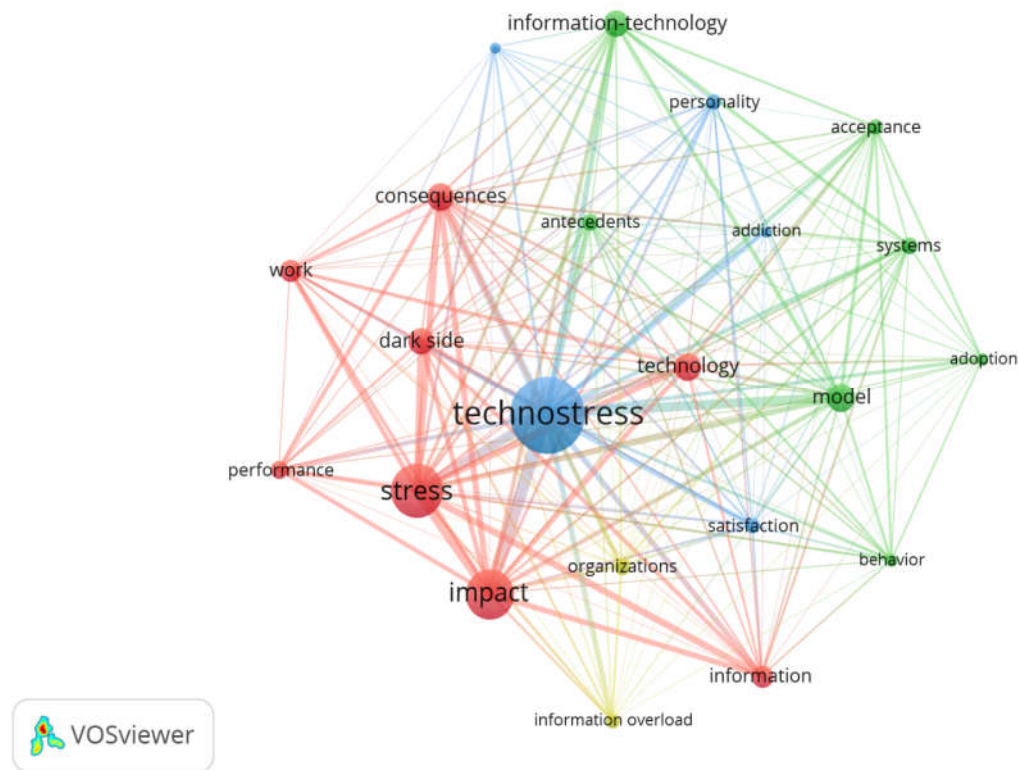 information-technology
personality
acceptance
consequences
antecedents
addiction
systems
work
dark side
technology
adoption
model
technostress
performance
stress
satisfaction
organizations
behavior
impact
information
information overload
VOSviewer